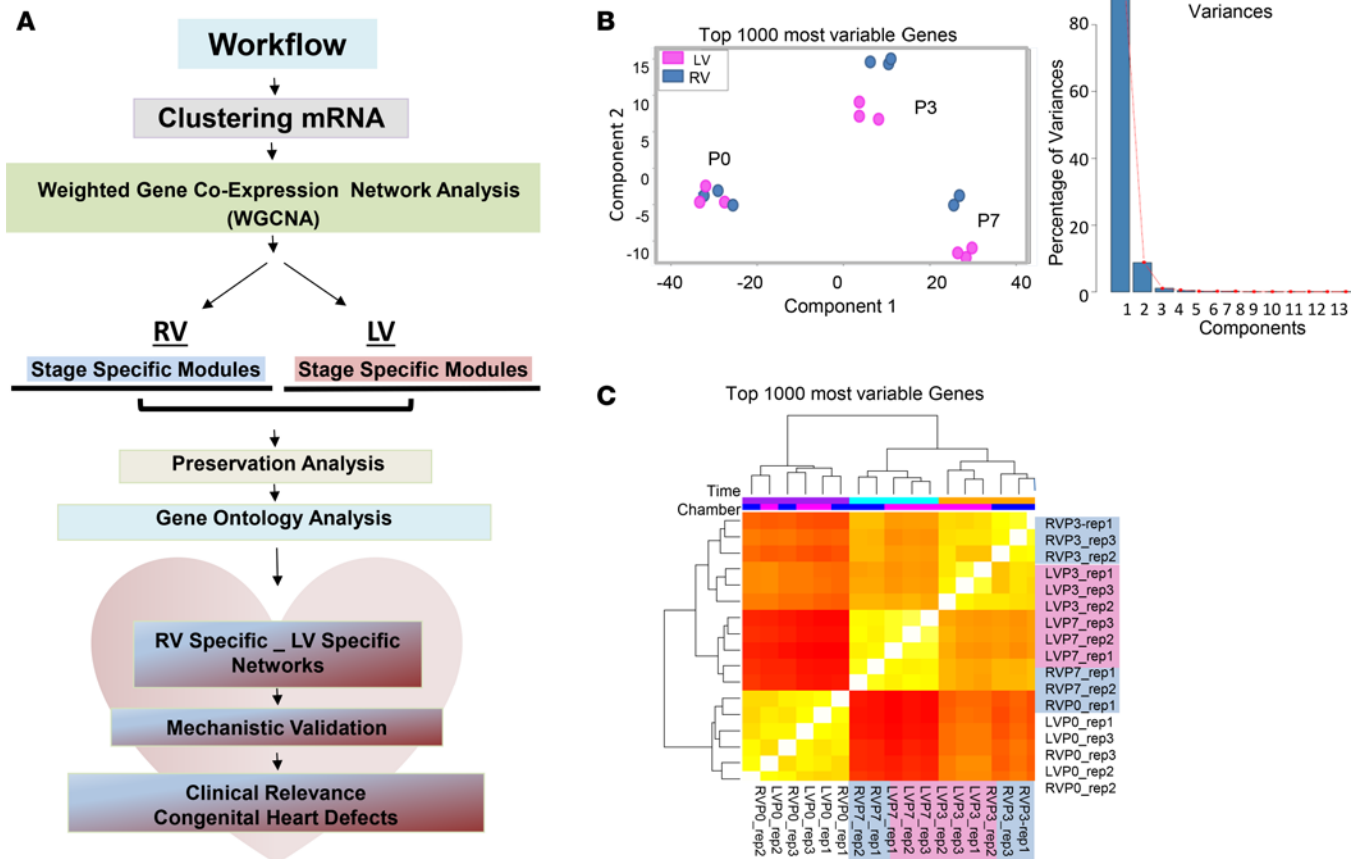 A
Workflow
Clustering mRNA
Weighted Gene Co-Expression Network Analysis
(WGCNA)
RV
LV
Stage Specific Modules
Stage Specific Modules
Preservation Analysis
Gene Ontology Analysis
RV Specific _ LV Specific
Networks
Mechanistic Validation
Clinical Relevance
Congenital Heart Defects
B
Top 1000 most variable Genes
LV
RV
P0
P3
P7
Component 2
15
10
5
0
-5
-10
-40
-20
0
20
40
Component 1
Variances
Percentage of Variances
80
60
40
20
0
1 2 3 4 5 6 7 8 9 10 11 12 13
Components
C
Top 1000 most variable Genes
Time
Chamber
RVP3-rep1
RVP3_rep3
RVP3_rep2
LVP3_rep1
LVP3_rep3
LVP3_rep2
LVP7_rep3
LVP7_rep2
LVP7_rep1
RVP7_rep1
RVP7_rep2
RVP0_rep1
LVP0_rep1
LVP0_rep3
RVP0_rep3
LVP0_rep2
RVP0_rep2
RVP0_rep2
LVP0_rep2
RVP0_rep3
LVP0_rep3
LVP0_rep1
RVP0_rep1
RVP7_rep2
RVP7_rep1
LVP7_rep1
LVP7_rep2
LVP7_rep3
LVP3_rep2
LVP3_rep3
LVP3_rep1
RVP3_rep2
RVP3_rep3
RVP3-rep1